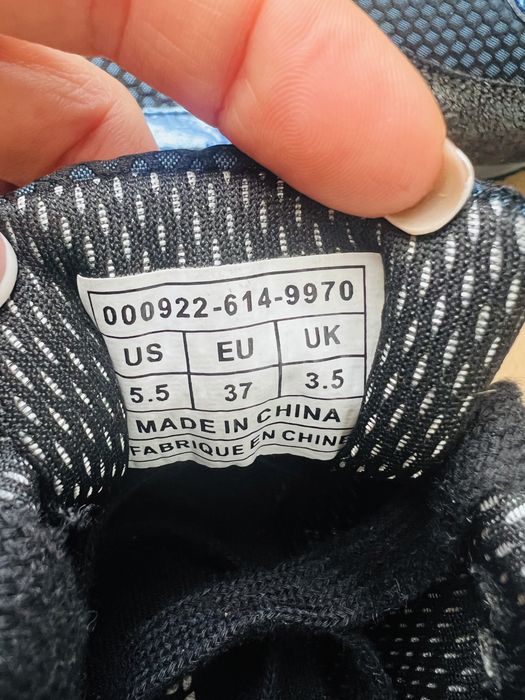 000922-614-9970
US EU UK
5.5 37 3.5
MADE IN CHINA
FABRIQUE EN CHINE